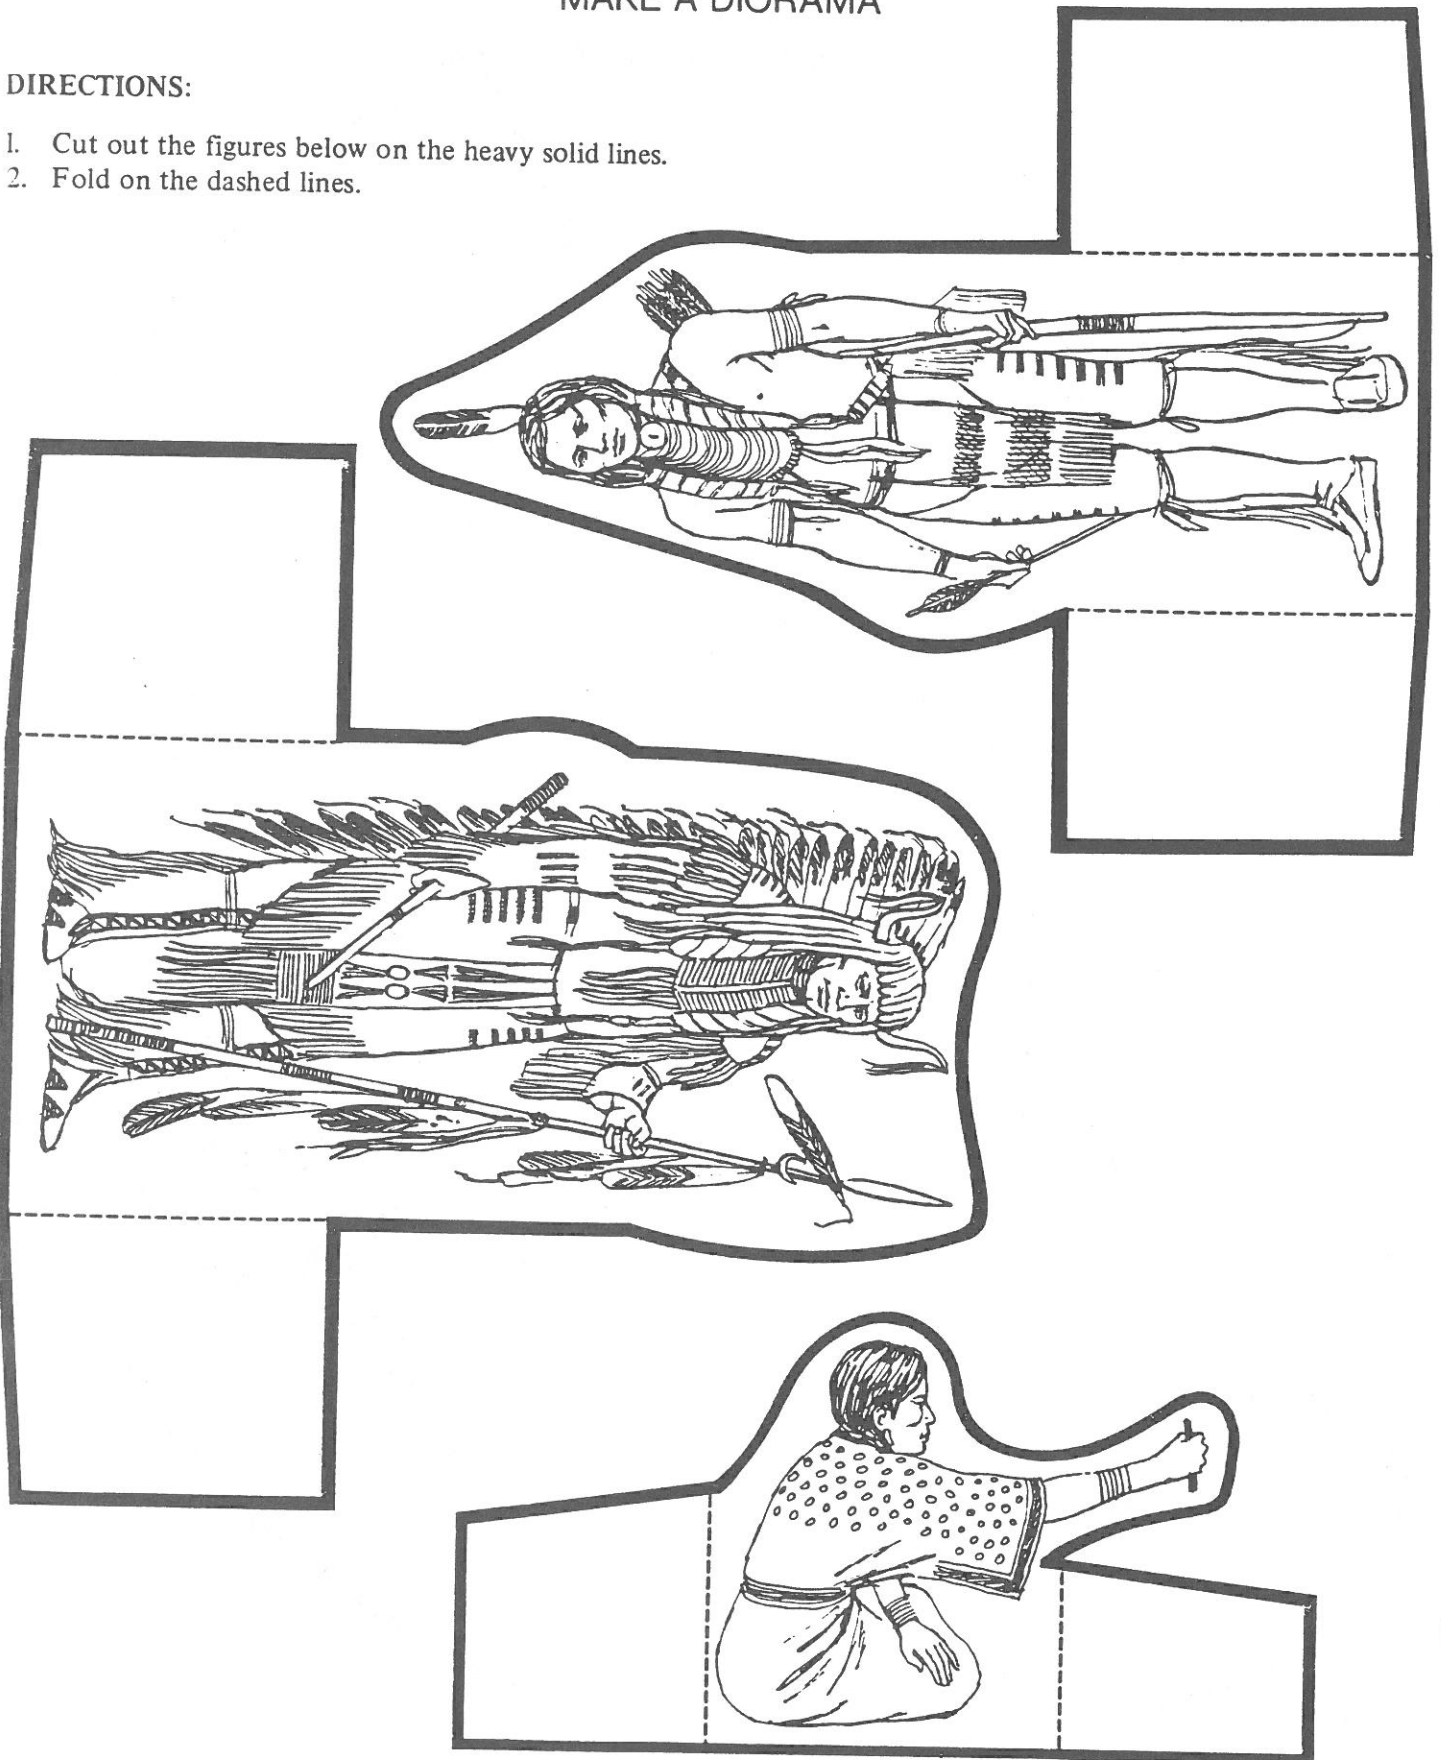 MAKE A DIORAMA
DIRECTIONS:
1. Cut out the figures below on the heavy solid lines.
2. Fold on the dashed lines.